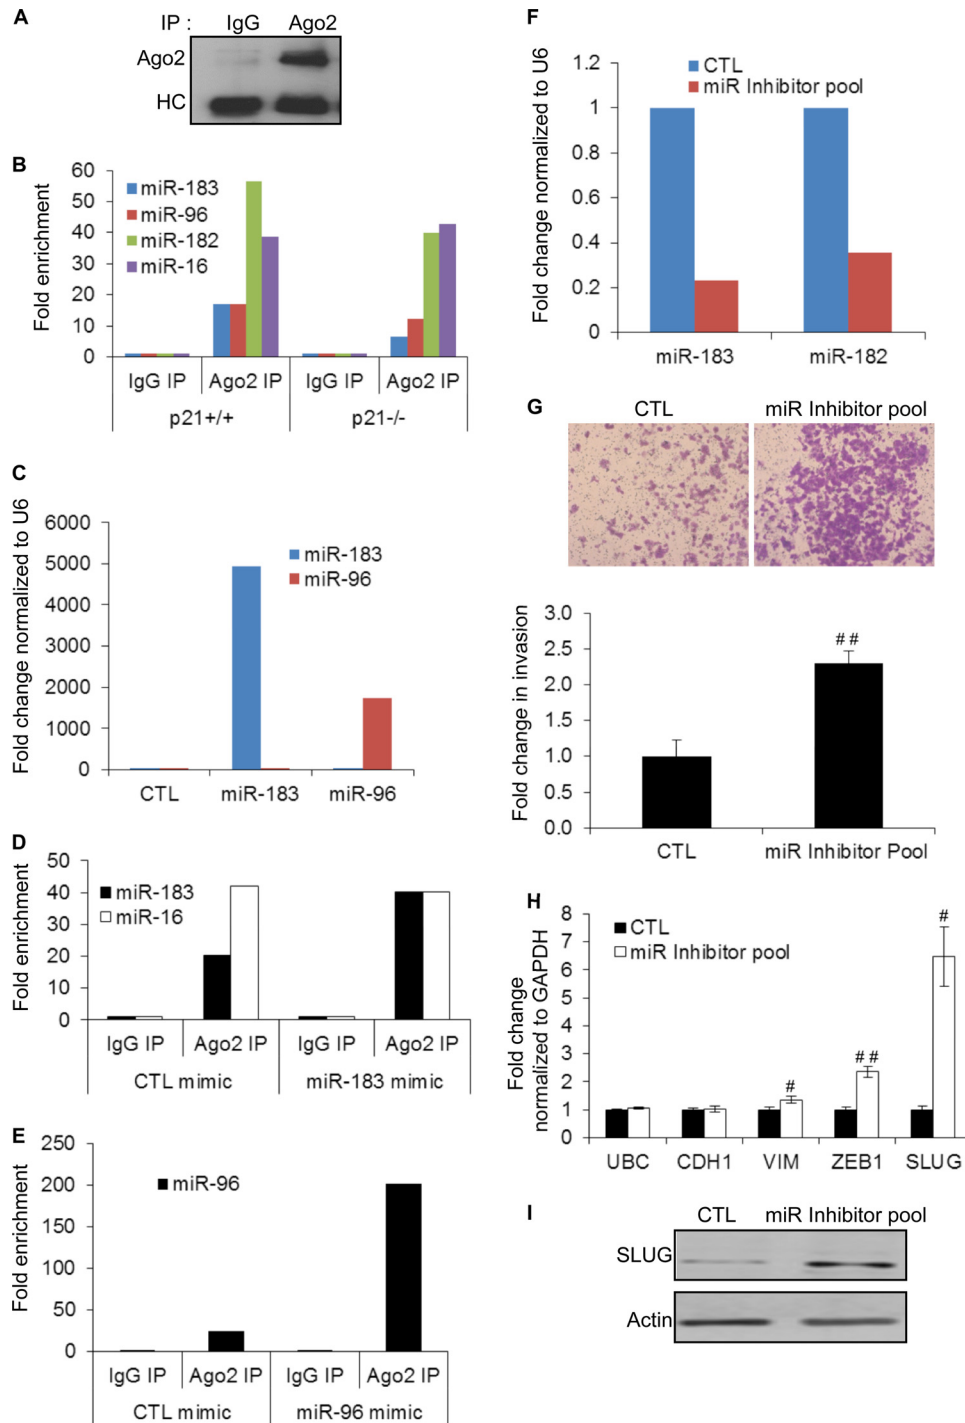 A
IP : IgG Ago2
Ago2
HC
B
Fold enrichment
60
50
40
30
20
10
0
miR-183
miR-96
miR-182
miR-16
IgG IP Ago2 IP IgG IP Ago2 IP
p21+/+ p21-/-
C
Fold change normalized to U6
6000
5000
4000
3000
2000
1000
0
miR-183
miR-96
CTL miR-183 miR-96
D
Fold enrichment
50
40
30
20
10
0
miR-183
miR-16
IgG IP Ago2 IP IgG IP Ago2 IP
CTL mimic miR-183 mimic
E
Fold enrichment
250
200
150
100
50
0
miR-96
IgG IP Ago2 IP IgG IP Ago2 IP
CTL mimic miR-96 mimic
F
Fold change normalized to U6
1.2
1
0.8
0.6
0.4
0.2
0
CTL
miR Inhibitor pool
miR-183 miR-182
G
CTL miR Inhibitor pool
Fold change in invasion
3.0
2.5
2.0
1.5
1.0
0.5
0.0
##
CTL miR Inhibitor Pool
H
Fold change
normalized to GAPDH
8
7
6
5
4
3
2
1
0
CTL
miR Inhibitor pool
#
##
#
UBC CDH1 VIM ZEB1 SLUG
I
CTL miR Inhibitor pool
SLUG
Actin